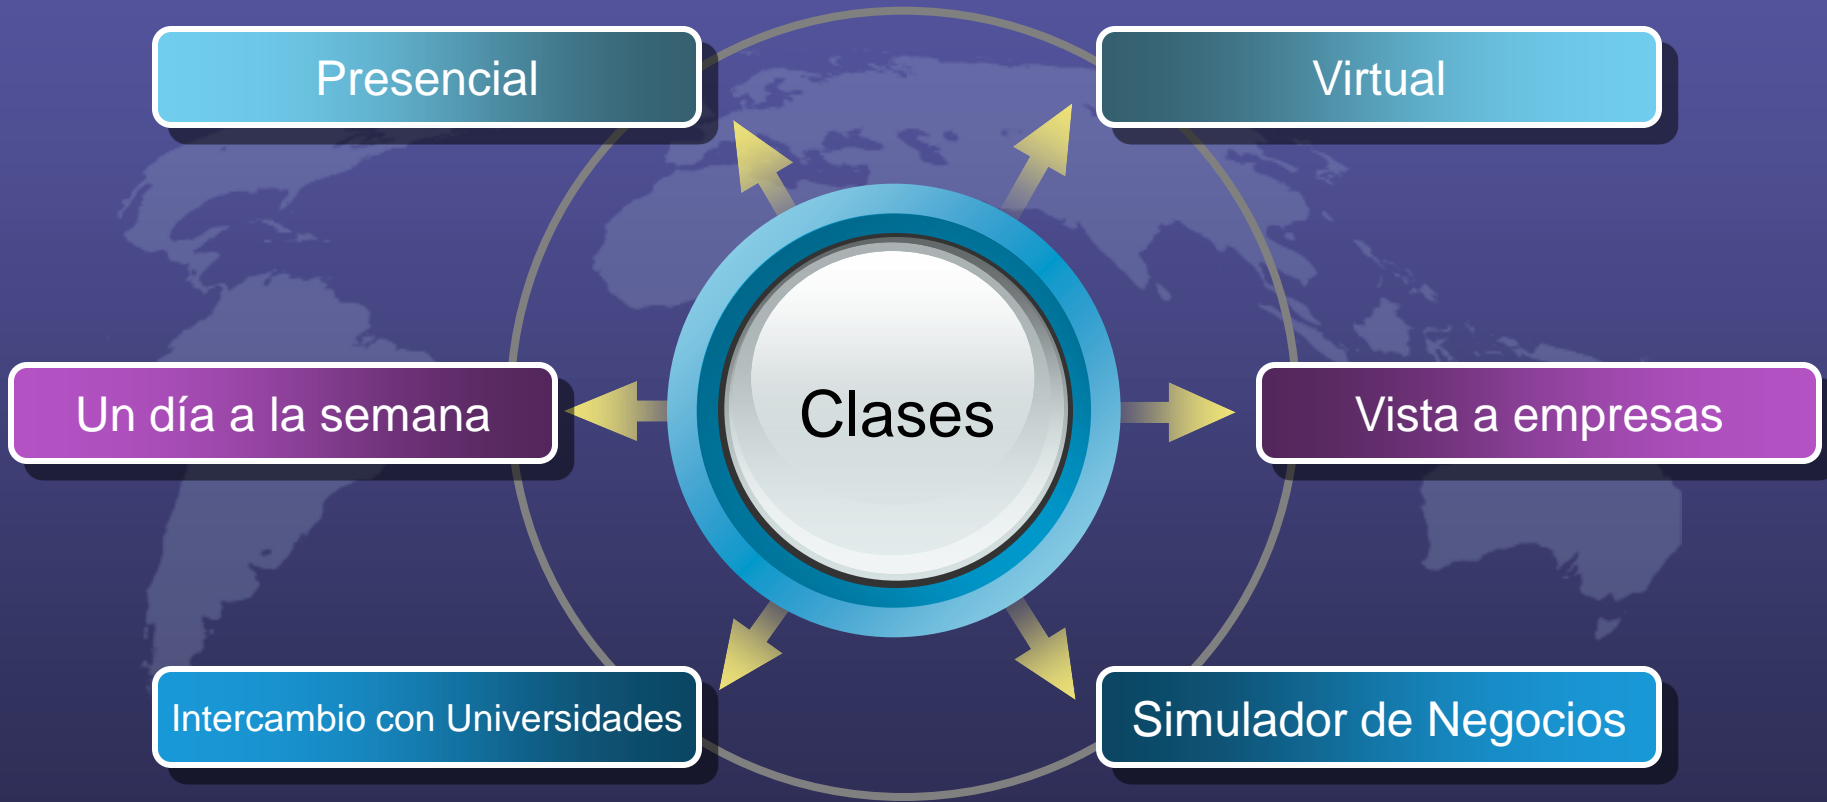 Presencial
Virtual
Un día a la semana
Clases
Vista a empresas
Intercambio con Universidades
Simulador de Negocios